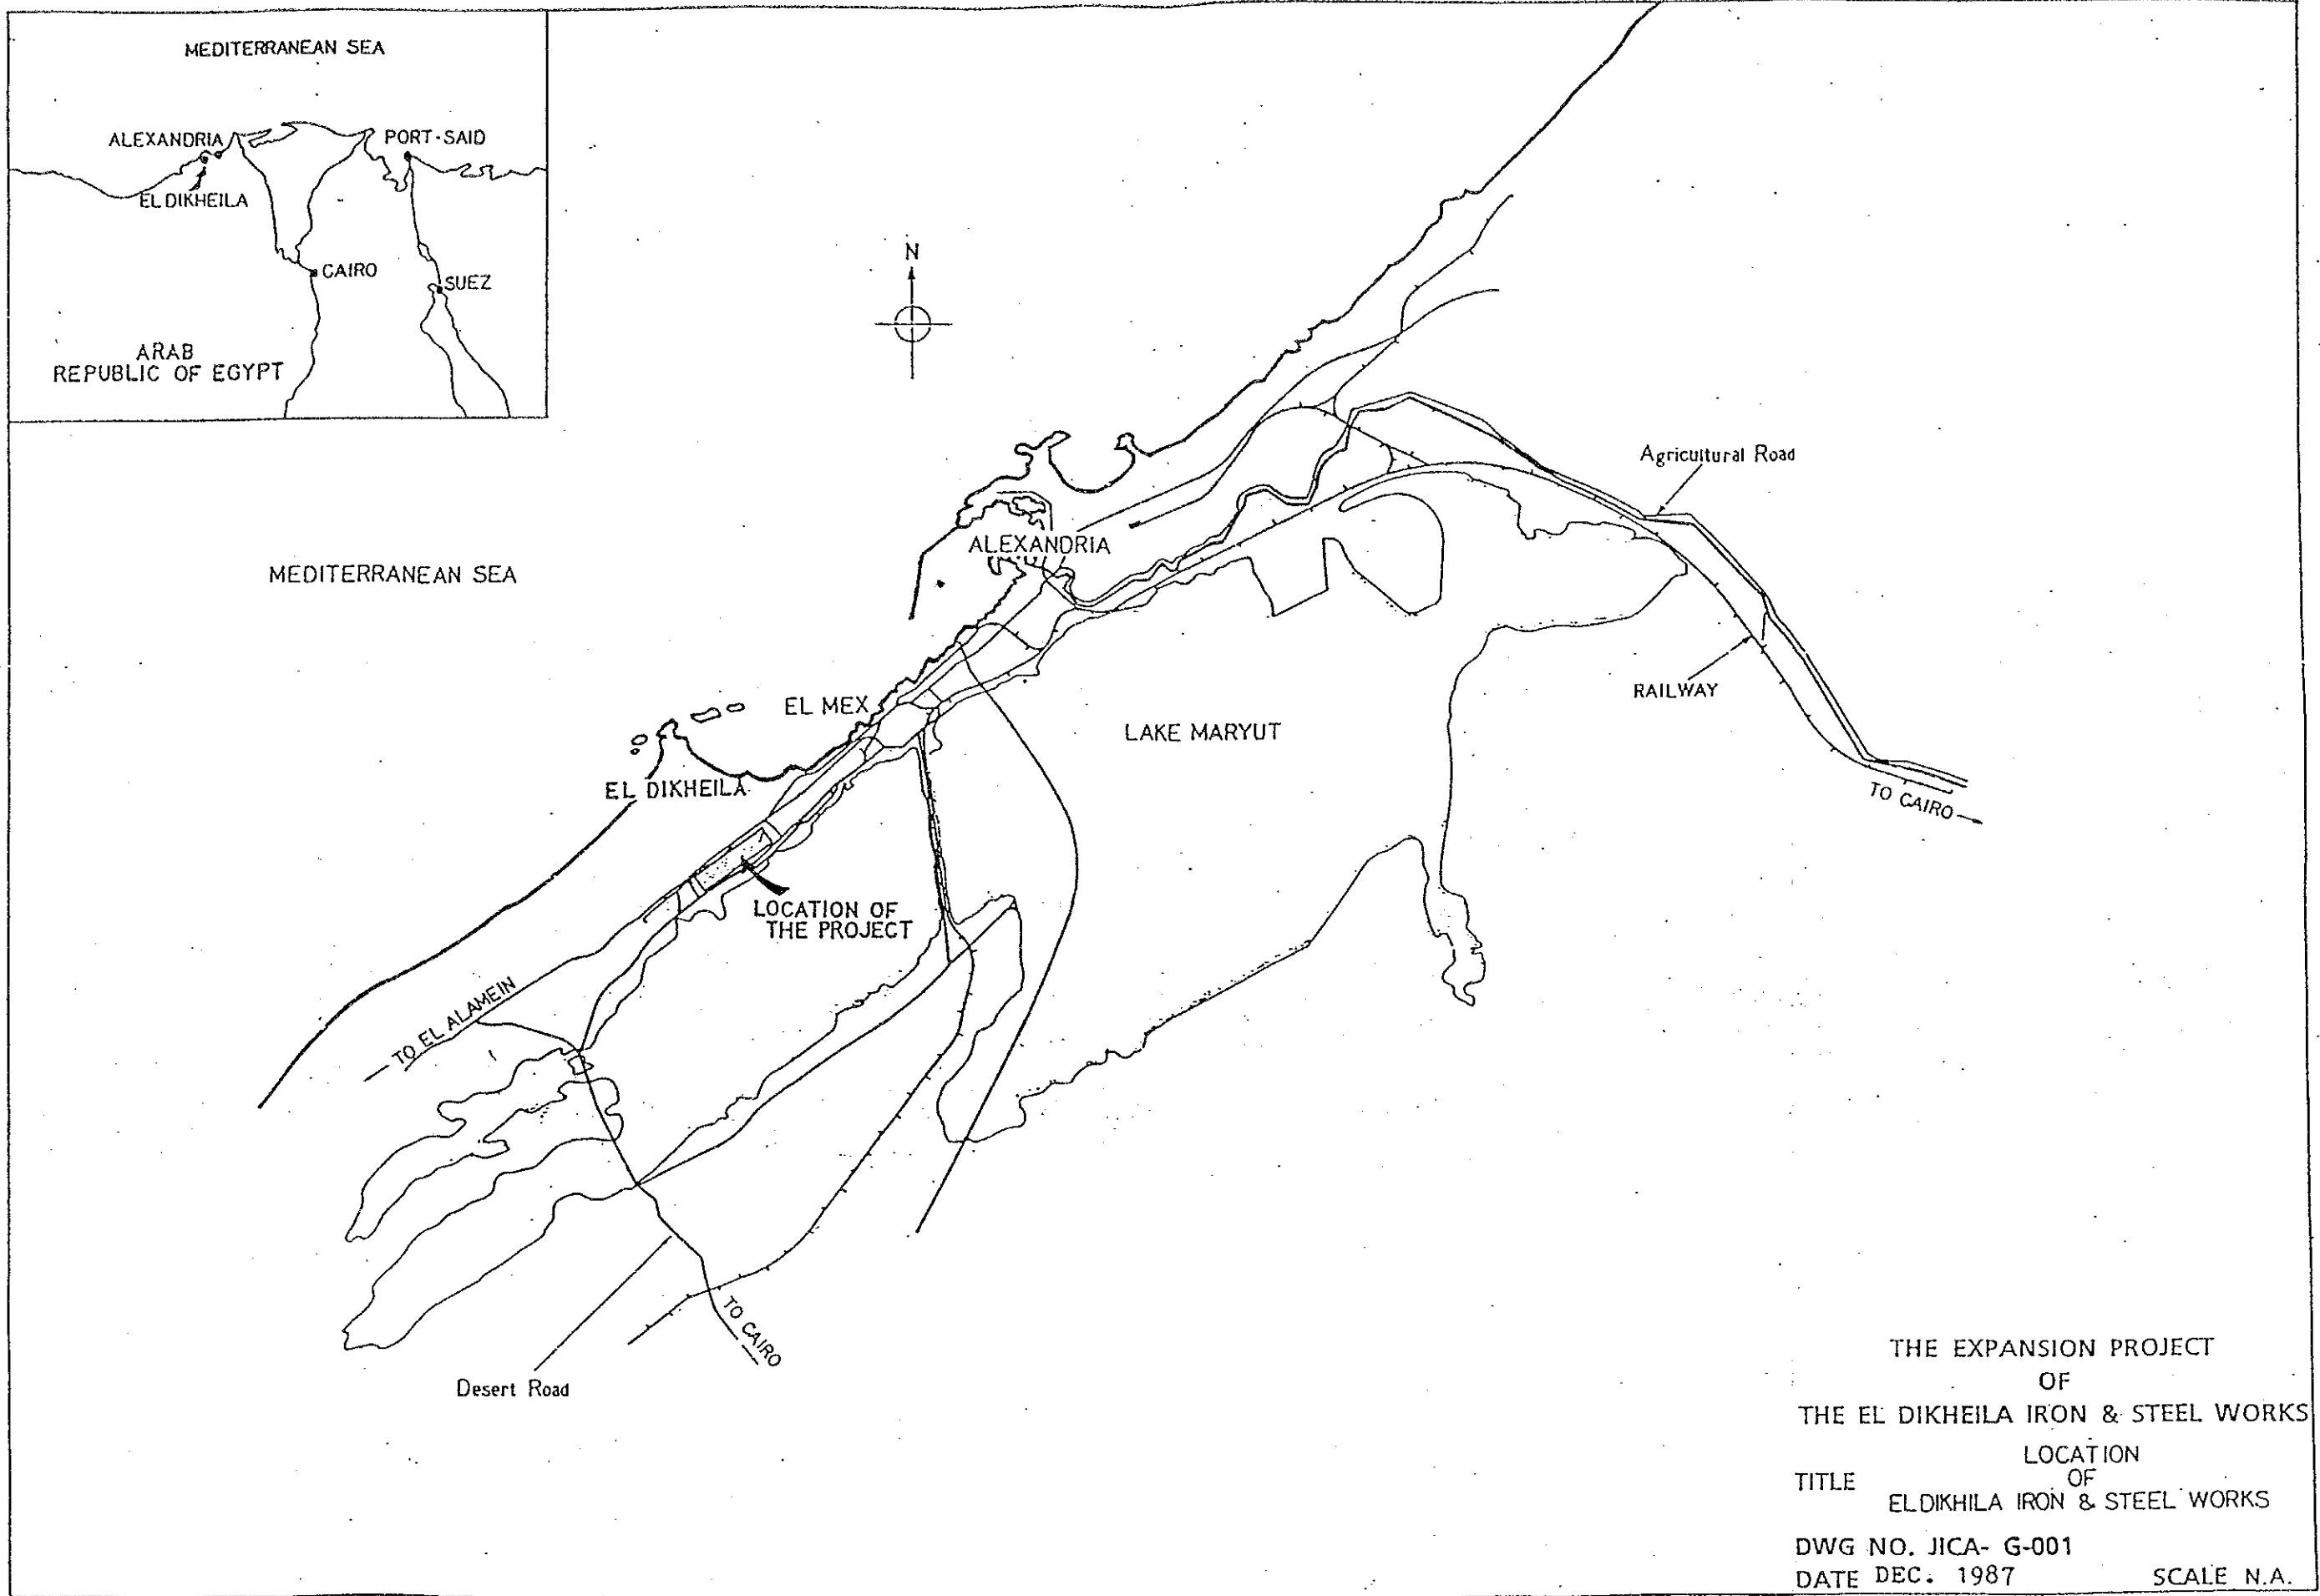 MEDITERRANEAN SEA
ALEXANDRIA
PORT-SAID
EL DIKHEILA
CAIRO
SUEZ
ARAB
REPUBLIC OF EGYPT
N
Agricultural Road
ALEXANDRIA
MEDITERRANEAN SEA
RAILWAY
EL MEX
LAKE MARYUT
EL DIKHEILA
TO CAIRO
LOCATION OF
THE PROJECT
TO EL ALAMEIN
TO CAIRO
Desert Road
THE EXPANSION PROJECT
OF
THE EL DIKHEILA IRON & STEEL WORKS
LOCATION
TITLE OF
ELDIKHILA IRON & STEEL WORKS
DWG NO. JICA- G-001
DATE DEC. 1987 SCALE N.A.